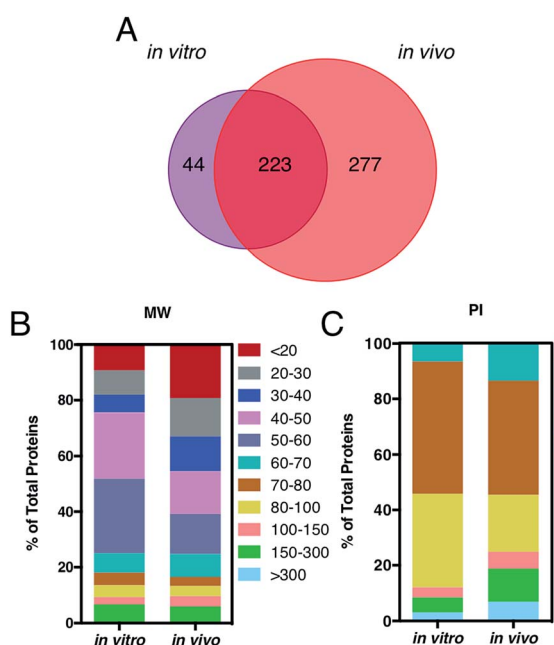 A
in vitro
in vivo
44
223
277
B
MW
% of Total Proteins
100
80
60
40
20
0
in vitro
in vivo
<20
20-30
30-40
40-50
50-60
60-70
70-80
80-100
100-150
150-300
>300
C
PI
% of Total Proteins
100
80
60
40
20
0
in vitro
in vivo